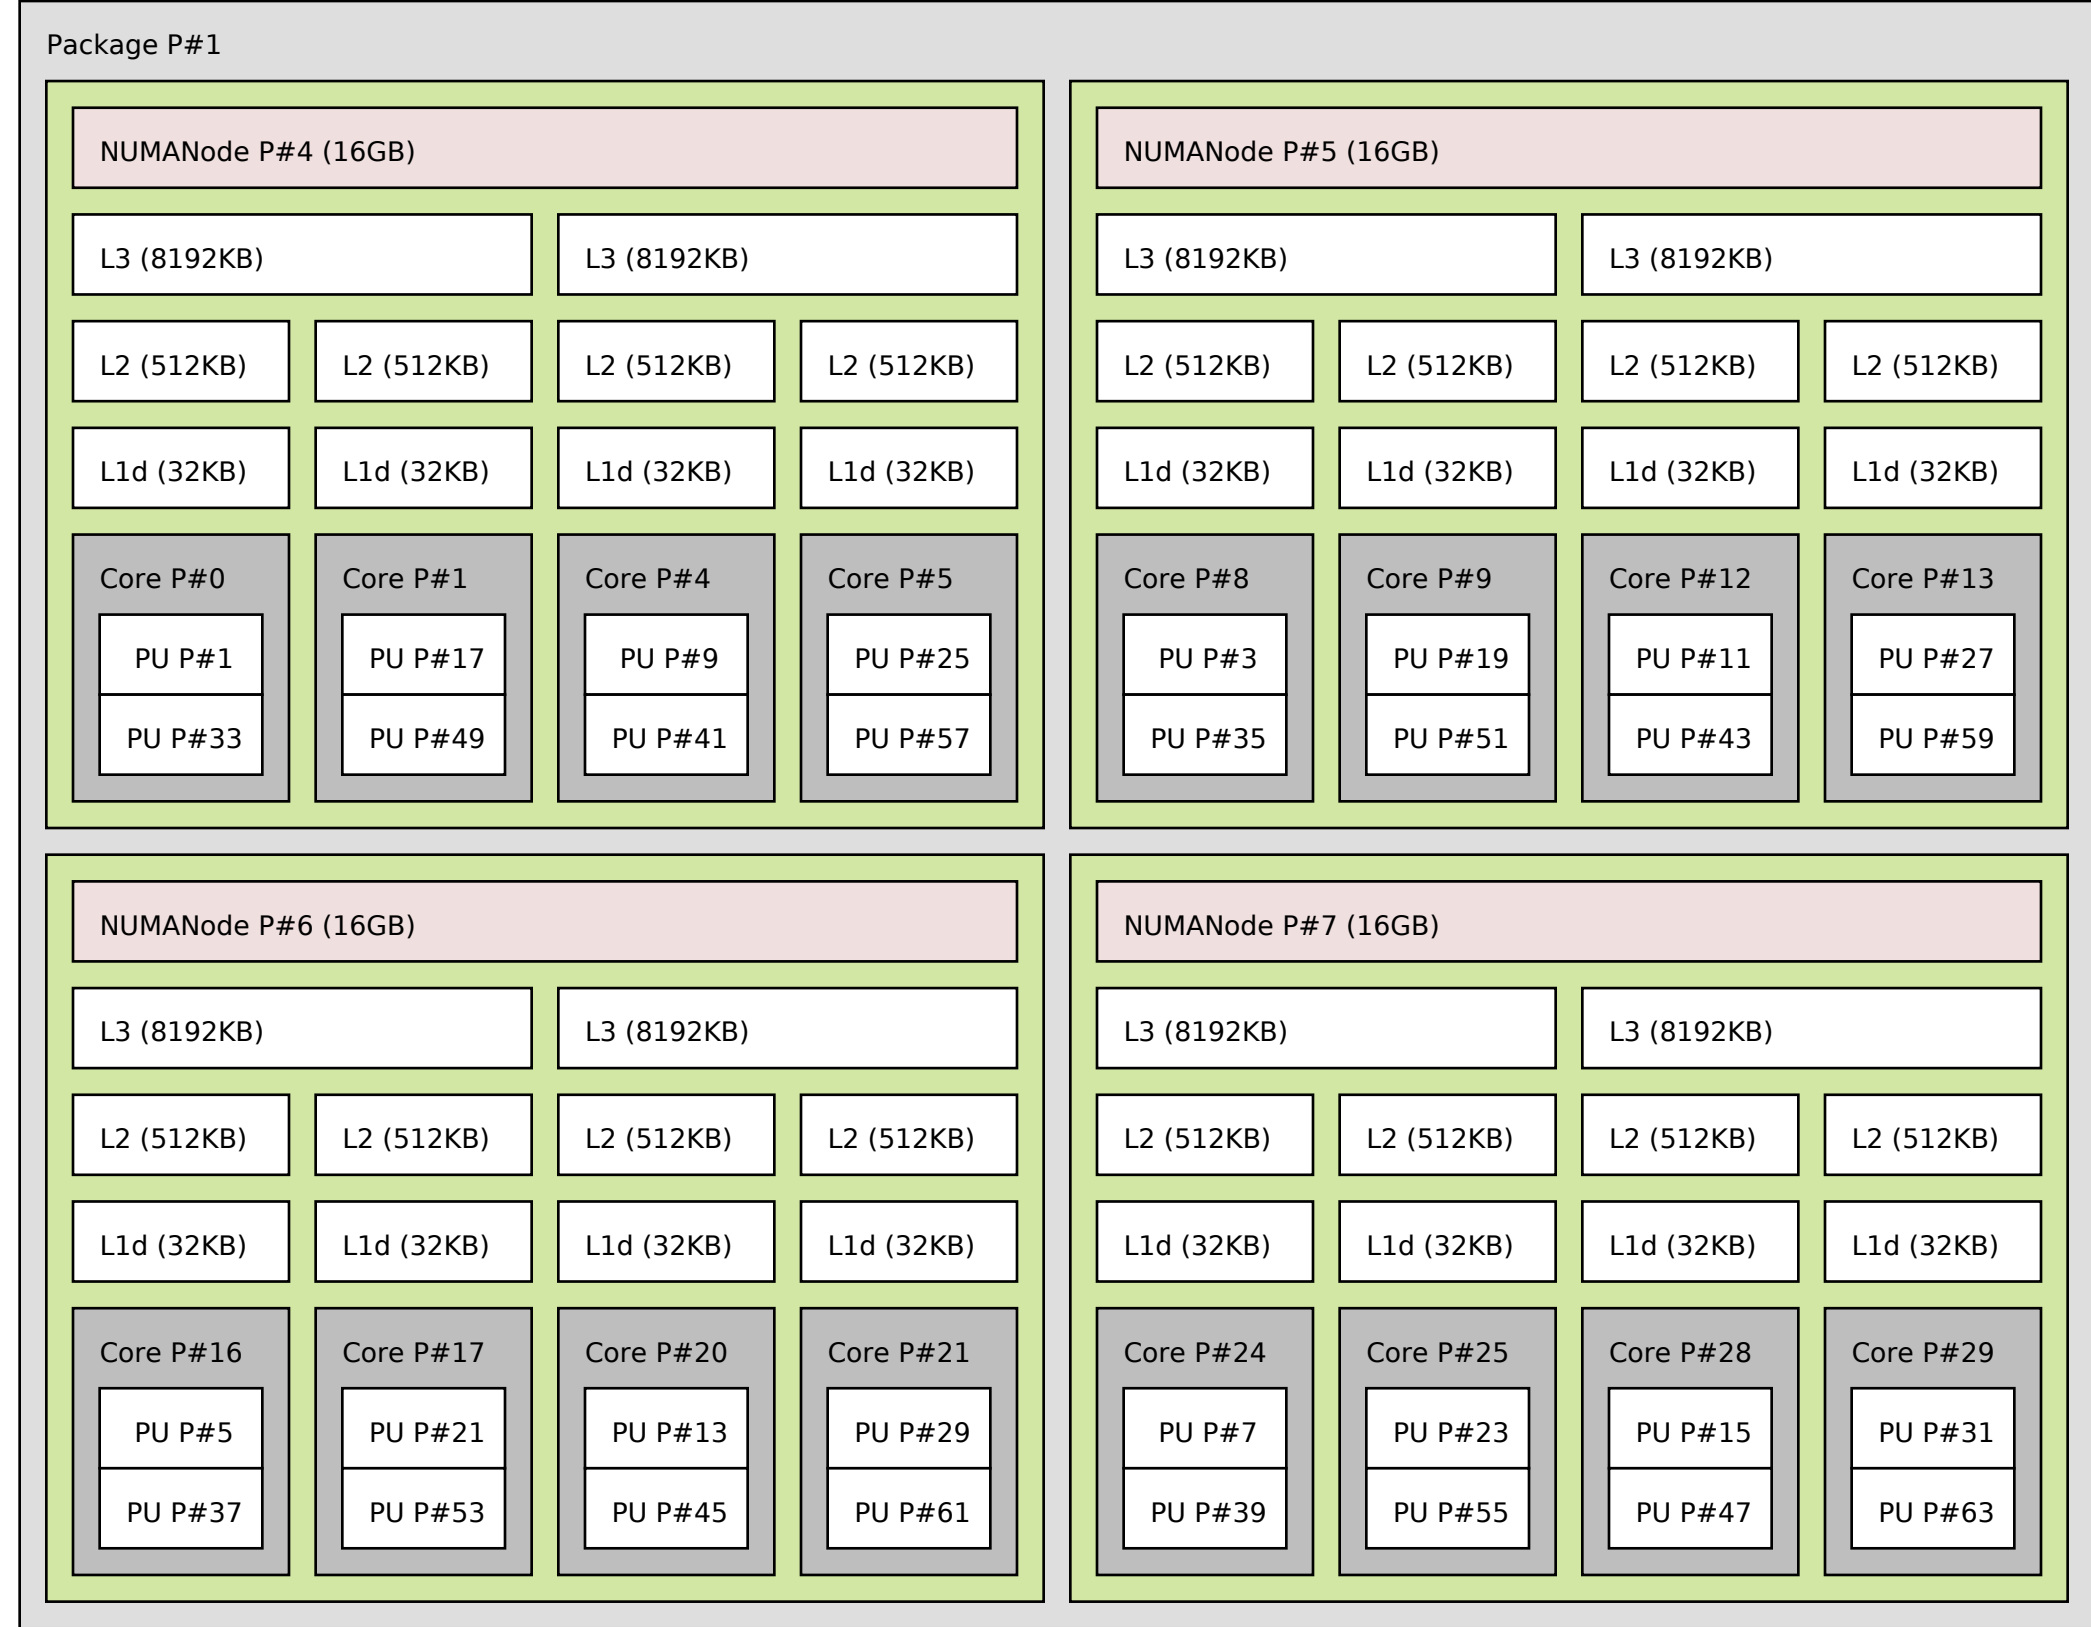 Package P#1
NUMANode P#4 (16GB)
L3 (8192KB) L3 (8192KB)
L2 (512KB) L2 (512KB) L2 (512KB) L2 (512KB)
L1d (32KB) L1d (32KB) L1d (32KB) L1d (32KB)
Core P#0 Core P#1 Core P#4 Core P#5
PU P#1 PU P#17 PU P#9 PU P#25
PU P#33 PU P#49 PU P#41 PU P#57
NUMANode P#5 (16GB)
L3 (8192KB) L3 (8192KB)
L2 (512KB) L2 (512KB) L2 (512KB) L2 (512KB)
L1d (32KB) L1d (32KB) L1d (32KB) L1d (32KB)
Core P#8 Core P#9 Core P#12 Core P#13
PU P#3 PU P#19 PU P#11 PU P#27
PU P#35 PU P#51 PU P#43 PU P#59
NUMANode P#6 (16GB)
L3 (8192KB) L3 (8192KB)
L2 (512KB) L2 (512KB) L2 (512KB) L2 (512KB)
L1d (32KB) L1d (32KB) L1d (32KB) L1d (32KB)
Core P#16 Core P#17 Core P#20 Core P#21
PU P#5 PU P#21 PU P#13 PU P#29
PU P#37 PU P#53 PU P#45 PU P#61
NUMANode P#7 (16GB)
L3 (8192KB) L3 (8192KB)
L2 (512KB) L2 (512KB) L2 (512KB) L2 (512KB)
L1d (32KB) L1d (32KB) L1d (32KB) L1d (32KB)
Core P#24 Core P#25 Core P#28 Core P#29
PU P#7 PU P#23 PU P#15 PU P#31
PU P#39 PU P#55 PU P#47 PU P#63